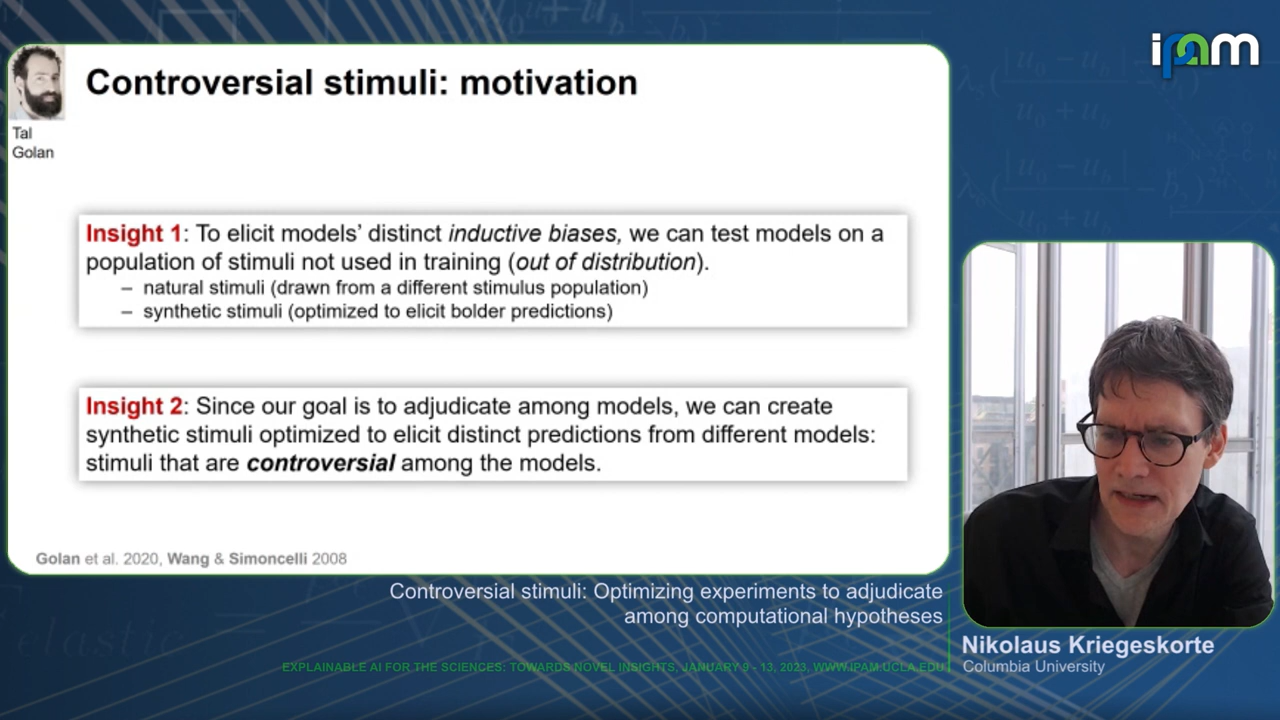 ipam
Controversial stimuli: motivation
Tal
Golan
Insight 1: To elicit models' distinct inductive biases, we can test models on a
population of stimuli not used in training (out of distribution).
– natural stimuli (drawn from a different stimulus population)
– synthetic stimuli (optimized to elicit bolder predictions)
Insight 2: Since our goal is to adjudicate among models, we can create
synthetic stimuli optimized to elicit distinct predictions from different models:
stimuli that are controversial among the models.
Golan et al. 2020, Wang & Simoncelli 2008
Controversial stimuli: Optimizing experiments to adjudicate
among computational hypotheses
Nikolaus Kriegeskorte
Columbia University
EXPLAINABLE AI FOR THE SCIENCES: TOWARDS NOVEL INSIGHTS, JANUARY 9 - 13, 2023, WWW.IPAM.UCLA.EDU
elastic